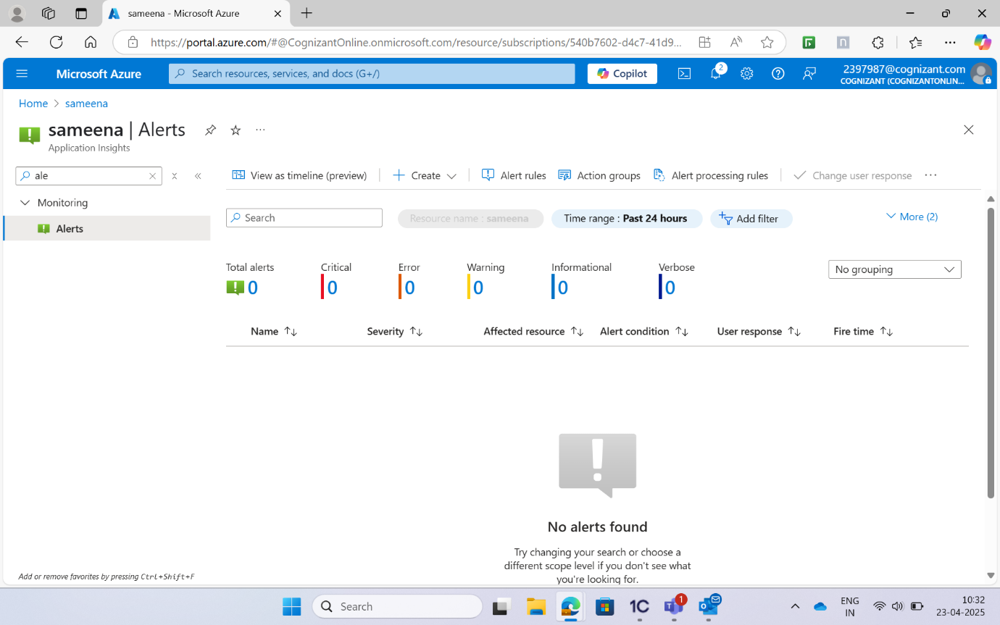 sameena - Microsoft Azure
https://portal.azure.com/#@CognizantOnline.onmicrosoft.com/resource/subscriptions/540b7602-d4c7-41d9...
Microsoft Azure
Search resources, services, and docs (G+/)
Copilot
2
2397987@cognizant.com
COGNIZANT (COGNIZANTONLIN...
Home > sameena
sameena | Alerts
Application Insights
ale
View as timeline (preview)
Create
Alert rules
Action groups
Alert processing rules
Change user response
Monitoring
Alerts
Search
Resource name : sameena
Time range : Past 24 hours
Add filter
More (2)
Total alerts
0
Critical
0
Error
0
Warning
0
Informational
0
Verbose
0
No grouping
Name
Severity
Affected resource
Alert condition
User response
Fire time
No alerts found
Try changing your search or choose a
different scope level if you don't see what
you're looking for.
Add or remove favorites by pressing Ctrl+Shift+F
Search
1C
1
ENG
IN
10:32
23-04-2025